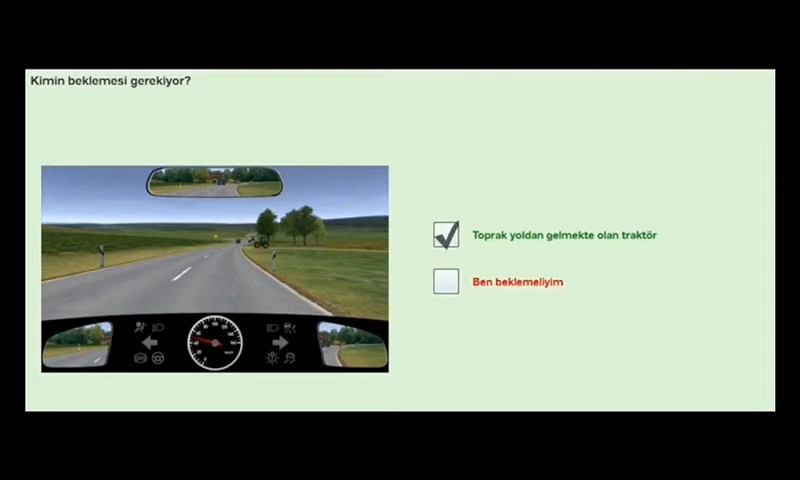 Kimin beklemesi gerekiyor?
Toprak yoldan gelmekte olan traktör
Ben beklemeliyim